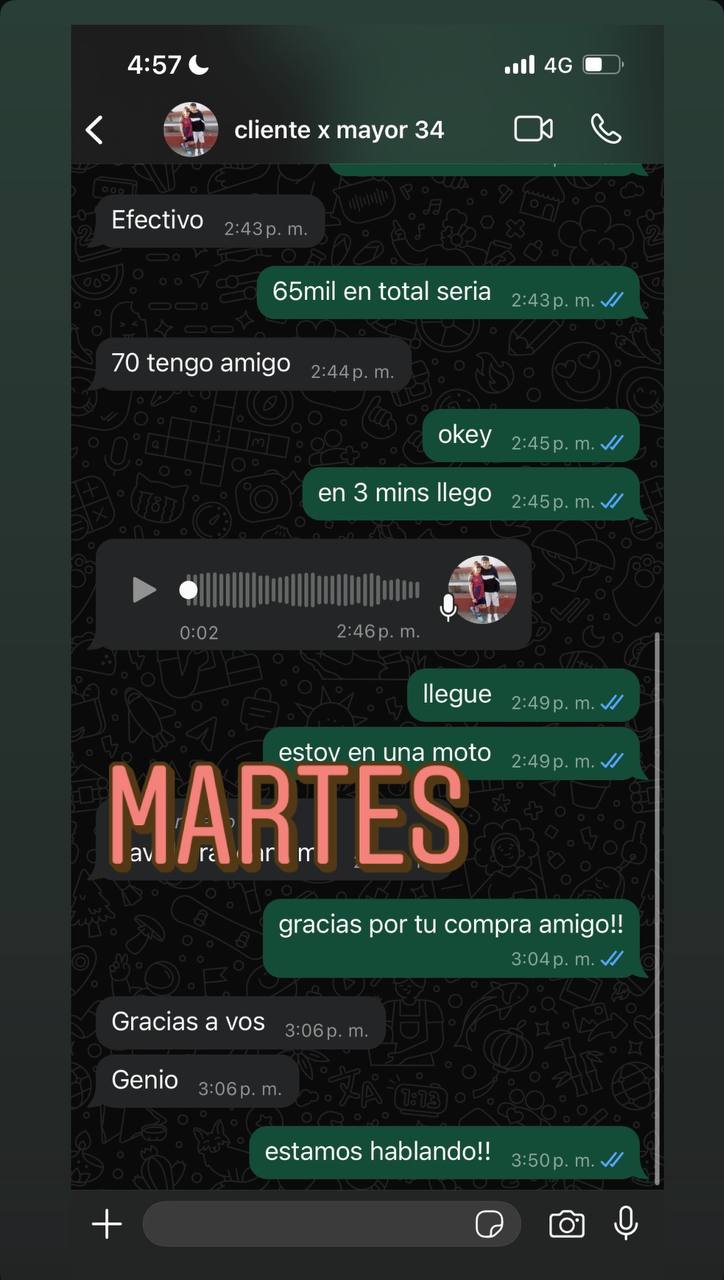 4:57
4G
cliente x mayor 34
Efectivo 2:43 p. m.
65mil en total seria 2:43 p. m.
70 tengo amigo 2:44 p. m.
okey 2:45 p. m.
en 3 mins llego 2:45 p. m.
0:02 2:46 p. m.
llegue 2:49 p. m.
estoy en una moto 2:49 p. m.
MARTES
gracias por tu compra amigo!!
3:04 p. m.
Gracias a vos 3:06 p. m.
Genio 3:06 p. m.
estamos hablando!! 3:50 p. m.